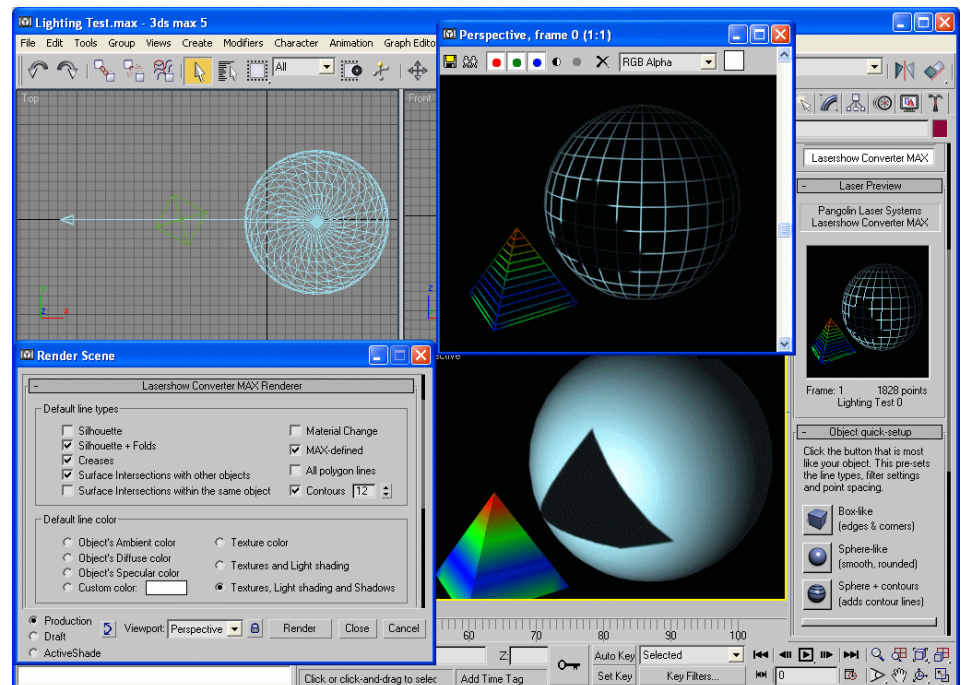 Lighting Test.max - 3ds max 5
File Edit Tools Group Views Create Modifiers Character Animation Graph Edito
All
Top
Front
z x
y
z
Perspective, frame 0 (1:1)
RGB Alpha
Lasershow Converter MAX
- Laser Preview
Pangolin Laser Systems
Lasershow Converter MAX
Frame: 1 1828 points
Lighting Test 0
- Object quick-setup
Click the button that is most
like your object. This pre-sets
the line types, filter settings
and point spacing.
Box-like
(edges & corners)
Sphere-like
(smooth, rounded)
Sphere + contours
(adds contour lines)
Render Scene
- Lasershow Converter MAX Renderer
Default line types
Silhouette
Silhouette + Folds
Creases
Surface Intersections with other objects
Surface Intersections within the same object
Material Change
MAX-defined
All polygon lines
Contours 12
Default line color
Object's Ambient color
Object's Diffuse color
Object's Specular color
Custom color:
Texture color
Textures and Light shading
Textures, Light shading and Shadows
Production
Draft
ActiveShade
Viewport: Perspective
Render Close Cancel
ective
60 70 80 90 100
Z:
Auto Key Selected
Set Key Key Filters...
0
Click or click-and-drag to selec Add Time Tag